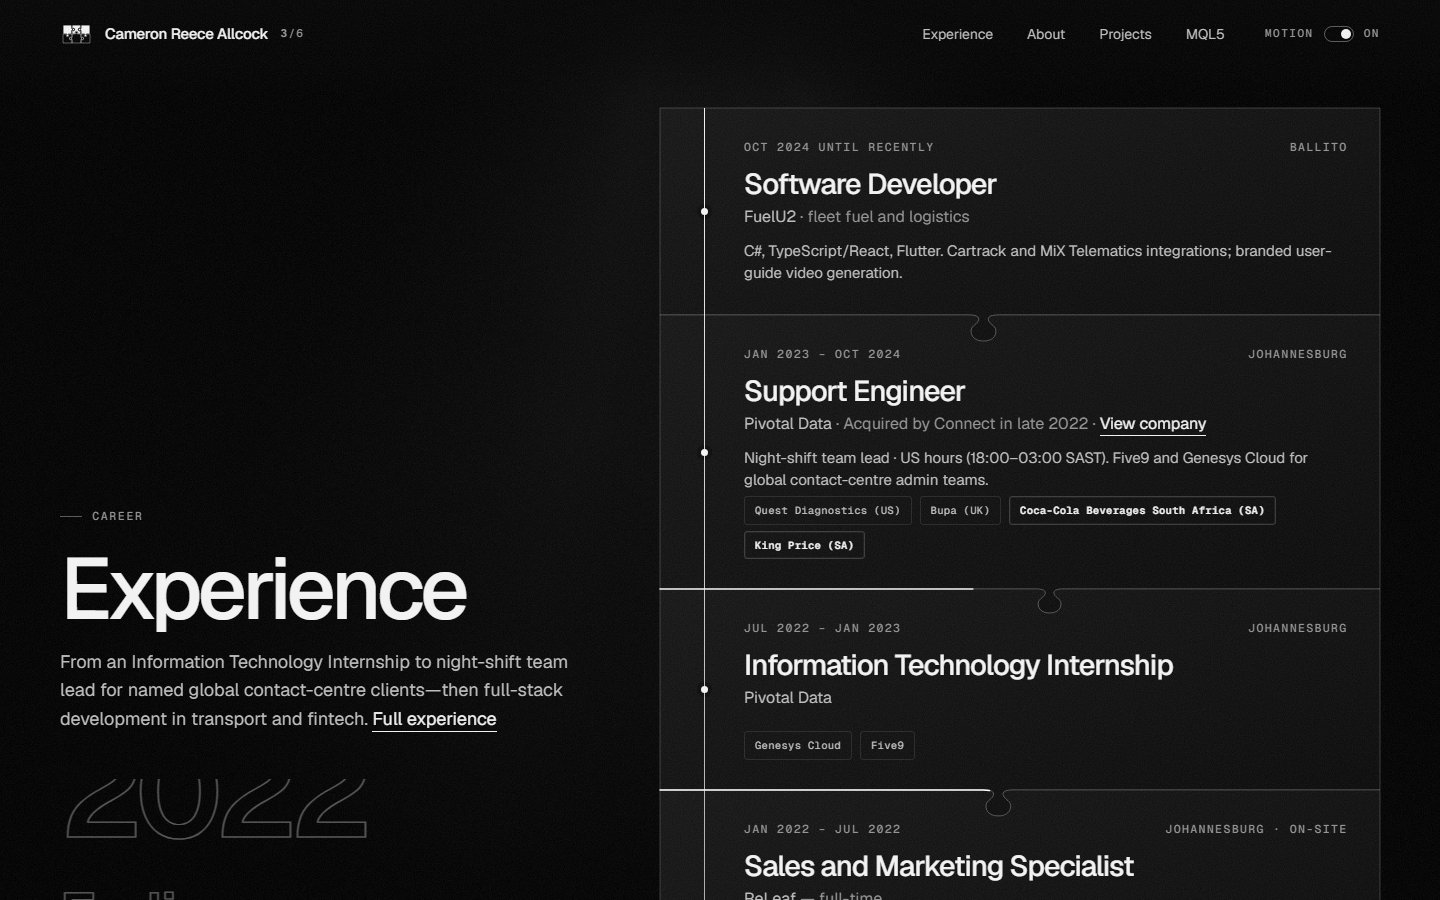 Cameron Reece Allcock 3/6
Experience About Projects MQL5 MOTION ON
CAREER
Experience
From an Information Technology Internship to night-shift team
lead for named global contact-centre clients—then full-stack
development in transport and fintech. Full experience
2022
OCT 2024 UNTIL RECENTLY BALLITO
Software Developer
FuelU2 · fleet fuel and logistics
C#, TypeScript/React, Flutter. Cartrack and MiX Telematics integrations; branded user-
guide video generation.
JAN 2023 – OCT 2024 JOHANNESBURG
Support Engineer
Pivotal Data · Acquired by Connect in late 2022 · View company
Night-shift team lead · US hours (18:00–03:00 SAST). Five9 and Genesys Cloud for
global contact-centre admin teams.
Quest Diagnostics (US) Bupa (UK) Coca-Cola Beverages South Africa (SA)
King Price (SA)
JUL 2022 – JAN 2023 JOHANNESBURG
Information Technology Internship
Pivotal Data
Genesys Cloud Five9
JAN 2022 – JUL 2022 JOHANNESBURG · ON-SITE
Sales and Marketing Specialist
ReLeaf — full-time